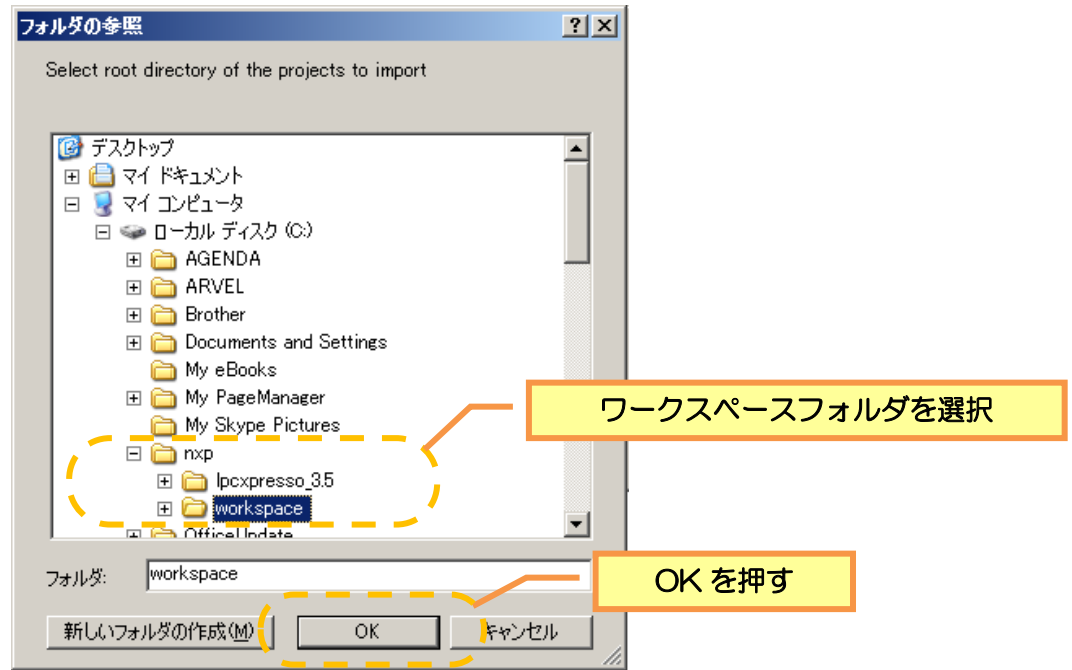 フォルダの参照
Select root directory of the projects to import
デスクトップ
マイ ドキュメント
マイ コンピュータ
ローカル ディスク (C:)
AGENDA
ARVEL
Brother
Documents and Settings
My eBooks
My PageManager
ワークスペースフォルダを選択
My Skype Pictures
nxp
lpcxpresso_3.5
workspace
OfficeUpdate
フォルダ:
workspace
OK を押す
新しいフォルダの作成(M)
OK
キャンセル